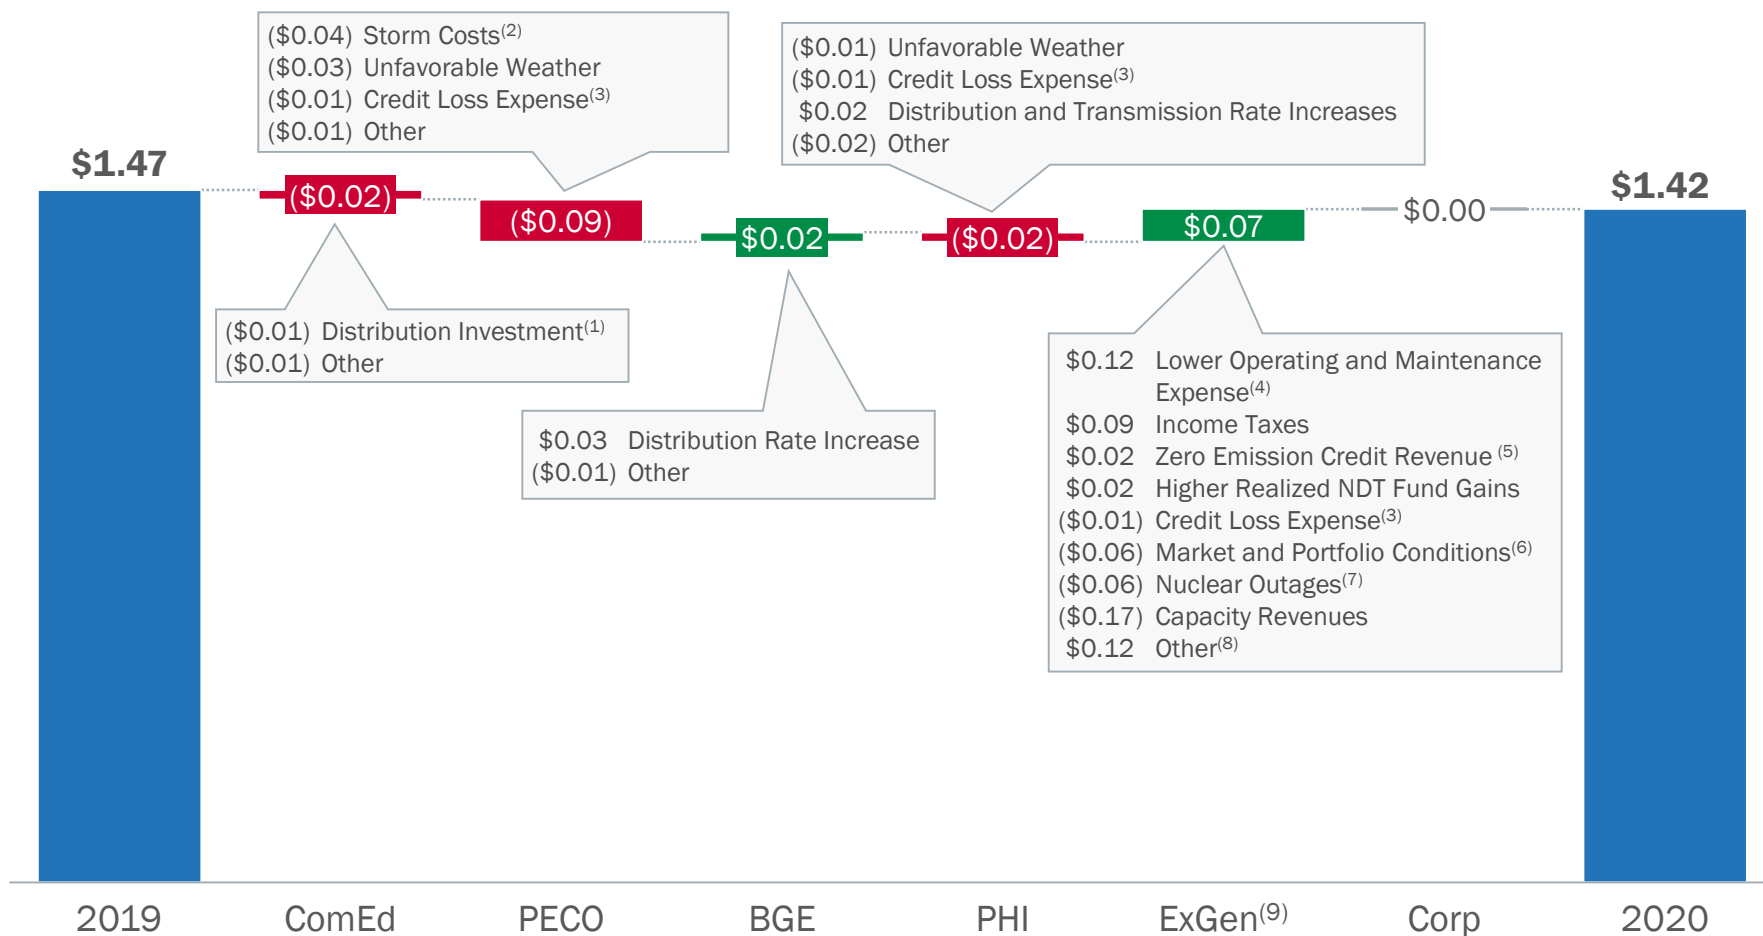 ($0.04) Storm Costs(2)
($0.03) Unfavorable Weather
($0.01) Credit Loss Expense(3)
($0.01) Other
($0.01) Unfavorable Weather
($0.01) Credit Loss Expense(3)
$0.02 Distribution and Transmission Rate Increases
($0.02) Other
$1.47
($0.02)
($0.09)
$0.02
($0.02)
$0.07
$0.00
$1.42
($0.01) Distribution Investment(1)
($0.01) Other
$0.03 Distribution Rate Increase
($0.01) Other
$0.12 Lower Operating and Maintenance
Expense(4)
$0.09 Income Taxes
$0.02 Zero Emission Credit Revenue (5)
$0.02 Higher Realized NDT Fund Gains
($0.01) Credit Loss Expense(3)
($0.06) Market and Portfolio Conditions(6)
($0.06) Nuclear Outages(7)
($0.17) Capacity Revenues
$0.12 Other(8)
2019
ComEd
PECO
BGE
PHI
ExGen(9)
Corp
2020